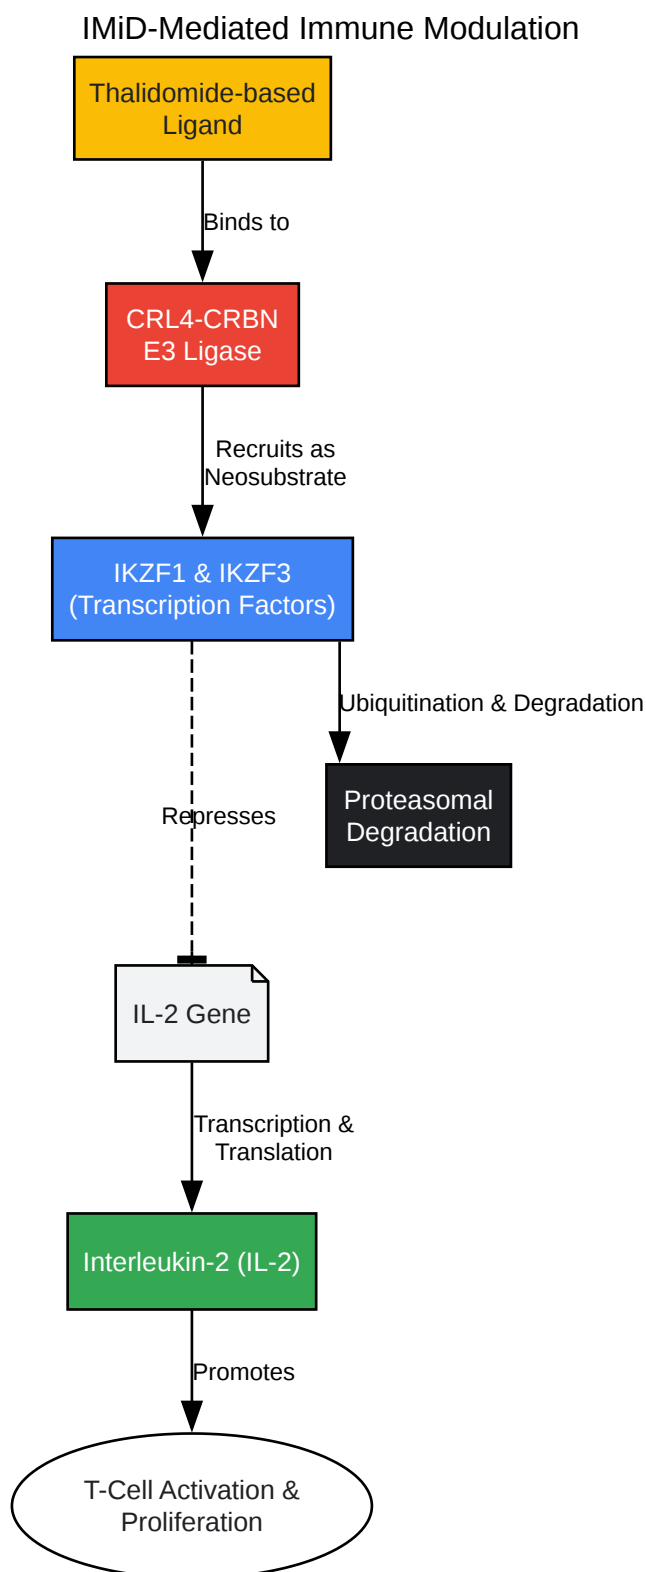 IMiD-Mediated Immune Modulation
Thalidomide-based
Ligand
Binds to
CRL4-CRBN
E3 Ligase
Recruits as
Neosubstrate
IKZF1 & IKZF3
(Transcription Factors)
Ubiquitination & Degradation
Proteasomal
Degradation
Represses
IL-2 Gene
Transcription &
Translation
Interleukin-2 (IL-2)
Promotes
T-Cell Activation &
Proliferation